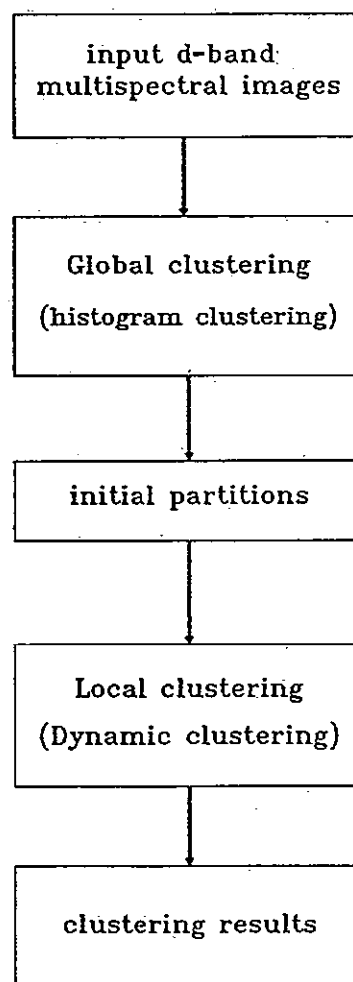 input d-band
multispectral images
Global clustering
(histogram clustering)
initial partitions
Local clustering
(Dynamic clustering)
clustering results